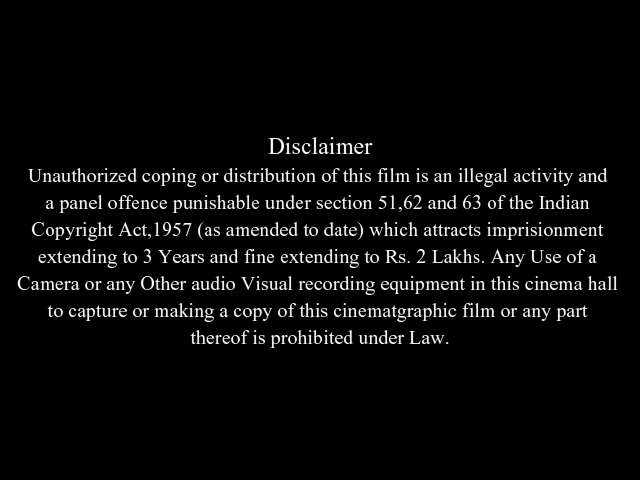 Disclaimer
Unauthorized coping or distribution of this film is an illegal activity and
a panel offence punishable under section 51,62 and 63 of the Indian
Copyright Act,1957 (as amended to date) which attracts imprisionment
extending to 3 Years and fine extending to Rs. 2 Lakhs. Any Use of a
Camera or any Other audio Visual recording equipment in this cinema hall
to capture or making a copy of this cinematgraphic film or any part
thereof is prohibited under Law.